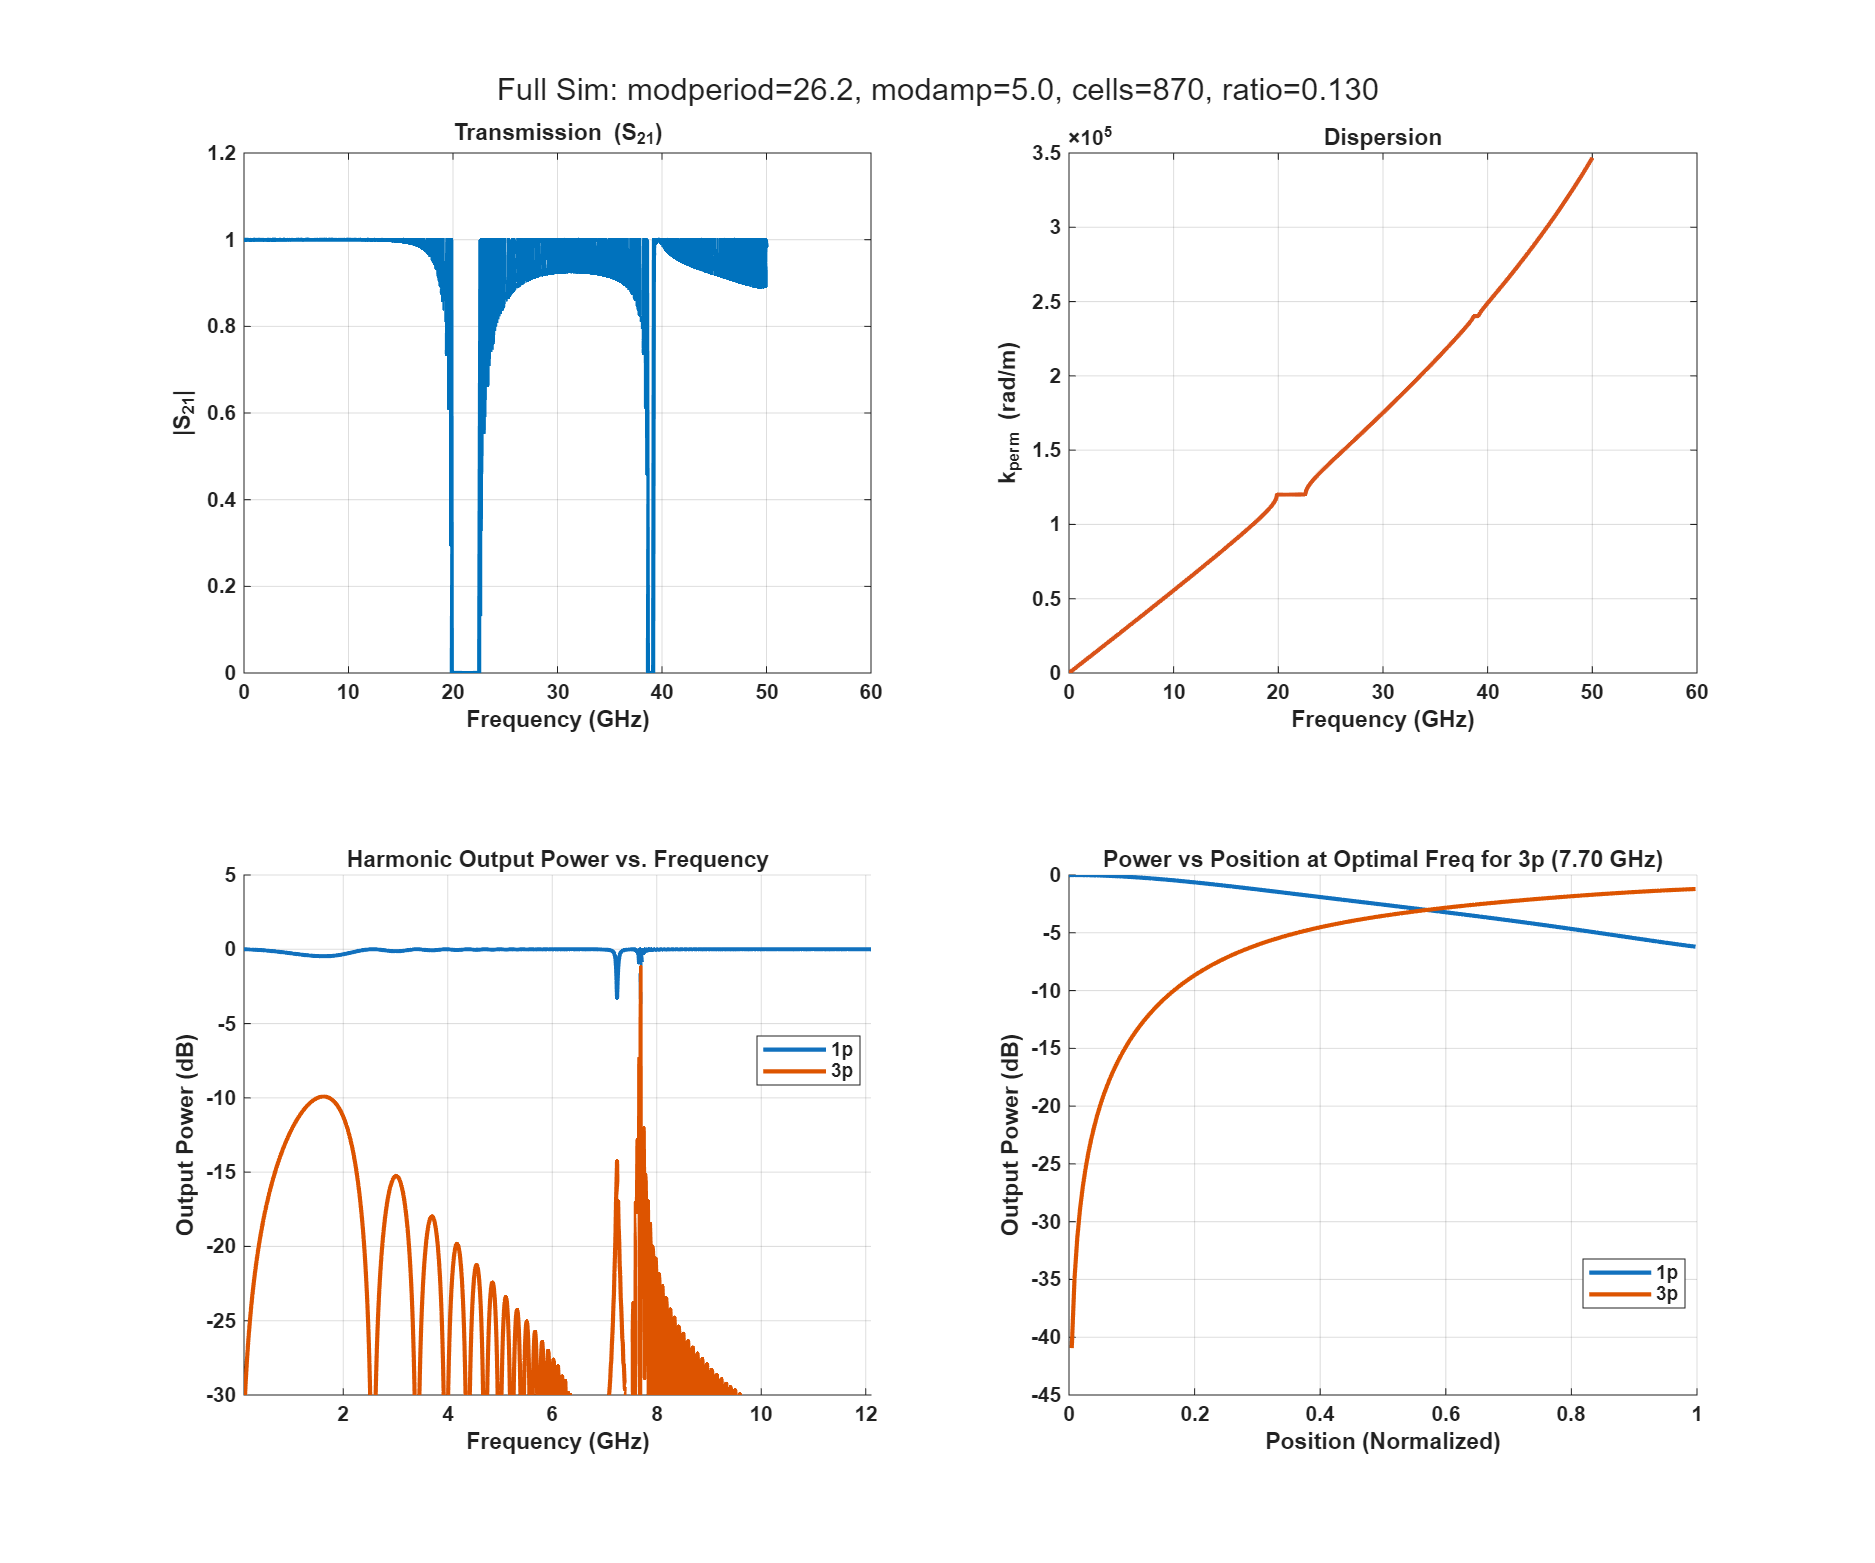 Full Sim: modperiod=26.2, modamp=5.0, cells=870, ratio=0.130
Transmission (S21)
1.2
1
0.8
0.6
0.4
0.2
0
|S21|
0 10 20 30 40 50 60
Frequency (GHz)
×10^5
Dispersion
3.5
3
2.5
2
1.5
1
0.5
0
kperm (rad/m)
0 10 20 30 40 50 60
Frequency (GHz)
Harmonic Output Power vs. Frequency
5
0
-5
-10
-15
-20
-25
-30
Output Power (dB)
1p
3p
2 4 6 8 10 12
Frequency (GHz)
Power vs Position at Optimal Freq for 3p (7.70 GHz)
0
-5
-10
-15
-20
-25
-30
-35
-40
-45
Output Power (dB)
1p
3p
0 0.2 0.4 0.6 0.8 1
Position (Normalized)